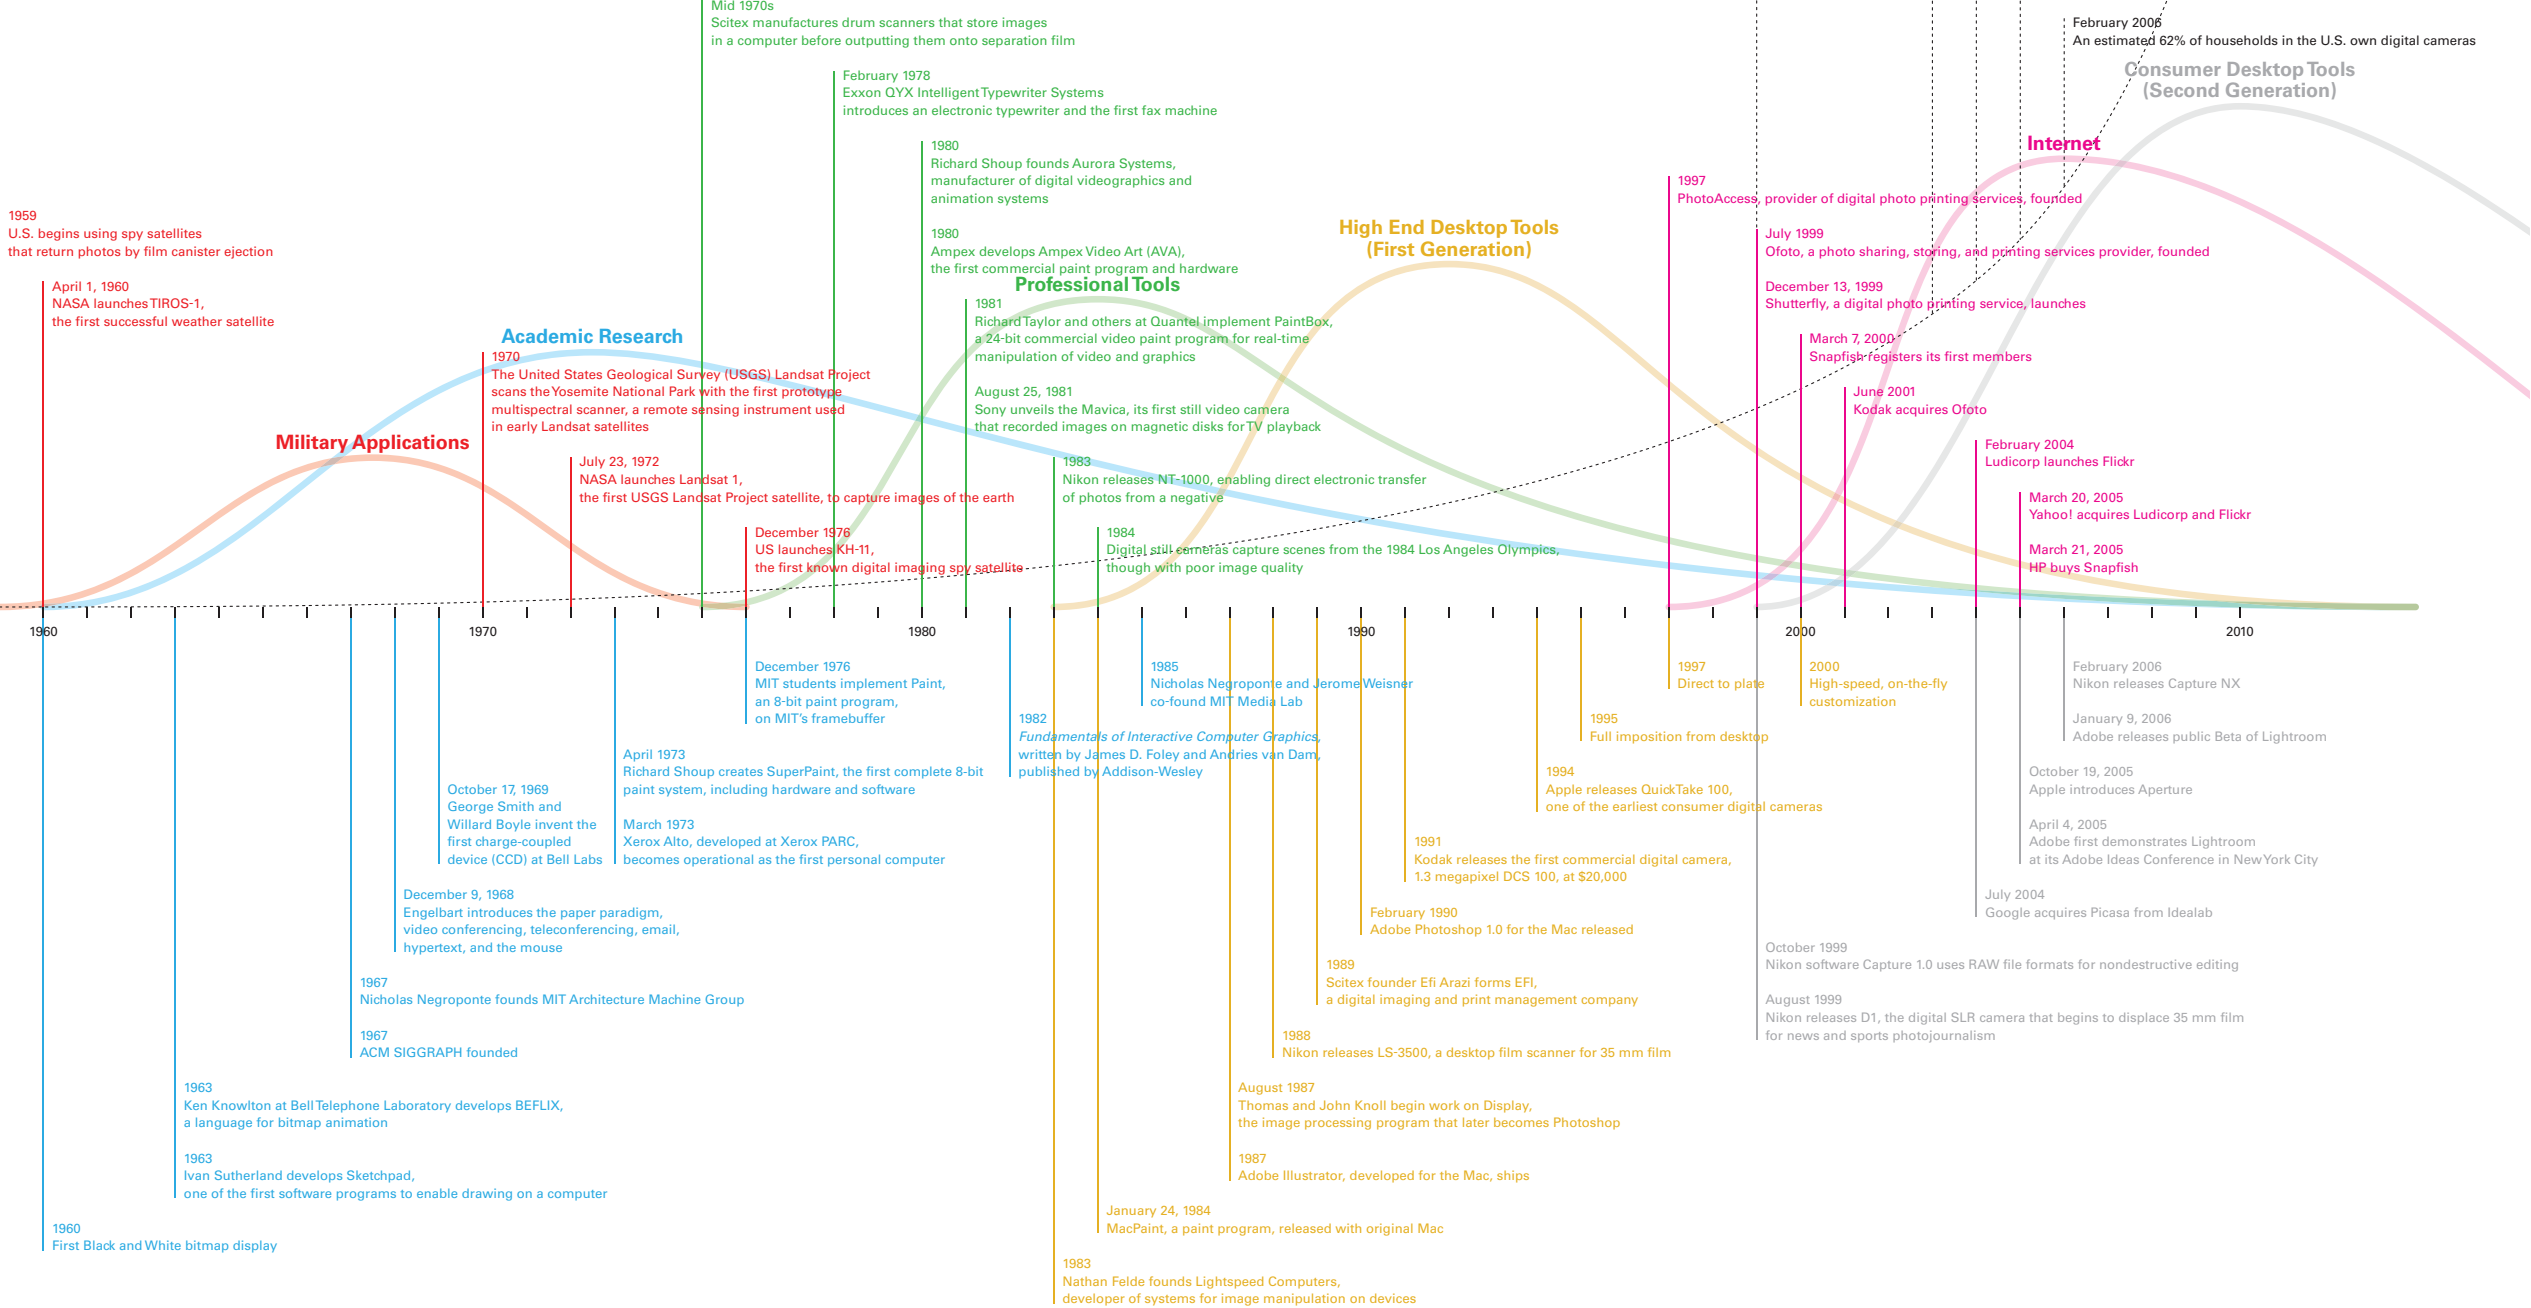 Mid 1970s
Scitex manufactures drum scanners that store images
in a computer before outputting them onto separation film
February 1978
Exxon QYX Intelligent Typewriter Systems
introduces an electronic typewriter and the first fax machine
1980
Richard Shoup founds Aurora Systems,
manufacturer of digital videographics and
animation systems
1980
Ampex develops Ampex Video Art (AVA),
the first commercial paint program and hardware
Professional Tools
1981
Richard Taylor and others at Quantel implement PaintBox,
a 24-bit commercial video paint program for real-time
manipulation of video and graphics
August 25, 1981
Sony unveils the Mavica, its first still video camera
that recorded images on magnetic disks for TV playback
1983
Nikon releases NT-1000, enabling direct electronic transfer
of photos from a negative
1984
Digital still cameras capture scenes from the 1984 Los Angeles Olympics,
though with poor image quality
1959
U.S. begins using spy satellites
that return photos by film canister ejection
April 1, 1960
NASA launches TIROS-1,
the first successful weather satellite
Military Applications
Academic Research
1970
The United States Geological Survey (USGS) Landsat Project
scans the Yosemite National Park with the first prototype
multispectral scanner, a remote sensing instrument used
in early Landsat satellites
July 23, 1972
NASA launches Landsat 1,
the first USGS Landsat Project satellite, to capture images of the earth
December 1976
US launches KH-11,
the first known digital imaging spy satellite
High End Desktop Tools
(First Generation)
February 2006
An estimated 62% of households in the U.S. own digital cameras
Consumer Desktop Tools
(Second Generation)
Internet
1997
PhotoAccess, provider of digital photo printing services, founded
July 1999
Ofoto, a photo sharing, storing, and printing services provider, founded
December 13, 1999
Shutterfly, a digital photo printing service, launches
March 7, 2000
Snapfish registers its first members
June 2001
Kodak acquires Ofoto
February 2004
Ludicorp launches Flickr
March 20, 2005
Yahoo! acquires Ludicorp and Flickr
March 21, 2005
HP buys Snapfish
1960
1970
1980
1990
2000
2010
December 1976
MIT students implement Paint,
an 8-bit paint program,
on MIT's framebuffer
April 1973
Richard Shoup creates SuperPaint, the first complete 8-bit
paint system, including hardware and software
March 1973
Xerox Alto, developed at Xerox PARC,
becomes operational as the first personal computer
October 17, 1969
George Smith and
Willard Boyle invent the
first charge-coupled
device (CCD) at Bell Labs
December 9, 1968
Engelbart introduces the paper paradigm,
video conferencing, teleconferencing, email,
hypertext, and the mouse
1967
Nicholas Negroponte founds MIT Architecture Machine Group
1967
ACM SIGGRAPH founded
1963
Ken Knowlton at Bell Telephone Laboratory develops BEFLIX,
a language for bitmap animation
1963
Ivan Sutherland develops Sketchpad,
one of the first software programs to enable drawing on a computer
1960
First Black and White bitmap display
1985
Nicholas Negroponte and Jerome Weisner
co-found MIT Media Lab
1982
Fundamentals of Interactive Computer Graphics,
written by James D. Foley and Andries van Dam,
published by Addison-Wesley
1997
Direct to plate
2000
High-speed, on-the-fly
customization
1995
Full imposition from desktop
1994
Apple releases QuickTake 100,
one of the earliest consumer digital cameras
1991
Kodak releases the first commercial digital camera,
1.3 megapixel DCS 100, at $20,000
February 1990
Adobe Photoshop 1.0 for the Mac released
1989
Scitex founder Efi Arazi forms EFI,
a digital imaging and print management company
1988
Nikon releases LS-3500, a desktop film scanner for 35 mm film
August 1987
Thomas and John Knoll begin work on Display,
the image processing program that later becomes Photoshop
1987
Adobe Illustrator, developed for the Mac, ships
January 24, 1984
MacPaint, a paint program, released with original Mac
1983
Nathan Felde founds Lightspeed Computers,
developer of systems for image manipulation on devices
February 2006
Nikon releases Capture NX
January 9, 2006
Adobe releases public Beta of Lightroom
October 19, 2005
Apple introduces Aperture
April 4, 2005
Adobe first demonstrates Lightroom
at its Adobe Ideas Conference in New York City
July 2004
Google acquires Picasa from Idealab
October 1999
Nikon software Capture 1.0 uses RAW file formats for nondestructive editing
August 1999
Nikon releases D1, the digital SLR camera that begins to displace 35 mm film
for news and sports photojournalism